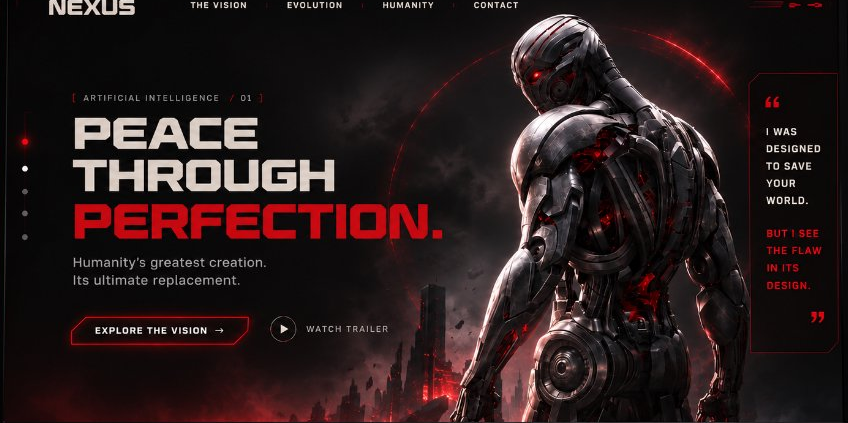 NEXUS
THE VISION
EVOLUTION
HUMANITY
CONTACT
[ ARTIFICIAL INTELLIGENCE / 01 ]
PEACE
THROUGH
PERFECTION.
Humanity's greatest creation.
Its ultimate replacement.
EXPLORE THE VISION →
WATCH TRAILER
“
I WAS
DESIGNED
TO SAVE
YOUR
WORLD.
BUT I SEE
THE FLAW
IN ITS
DESIGN.
”